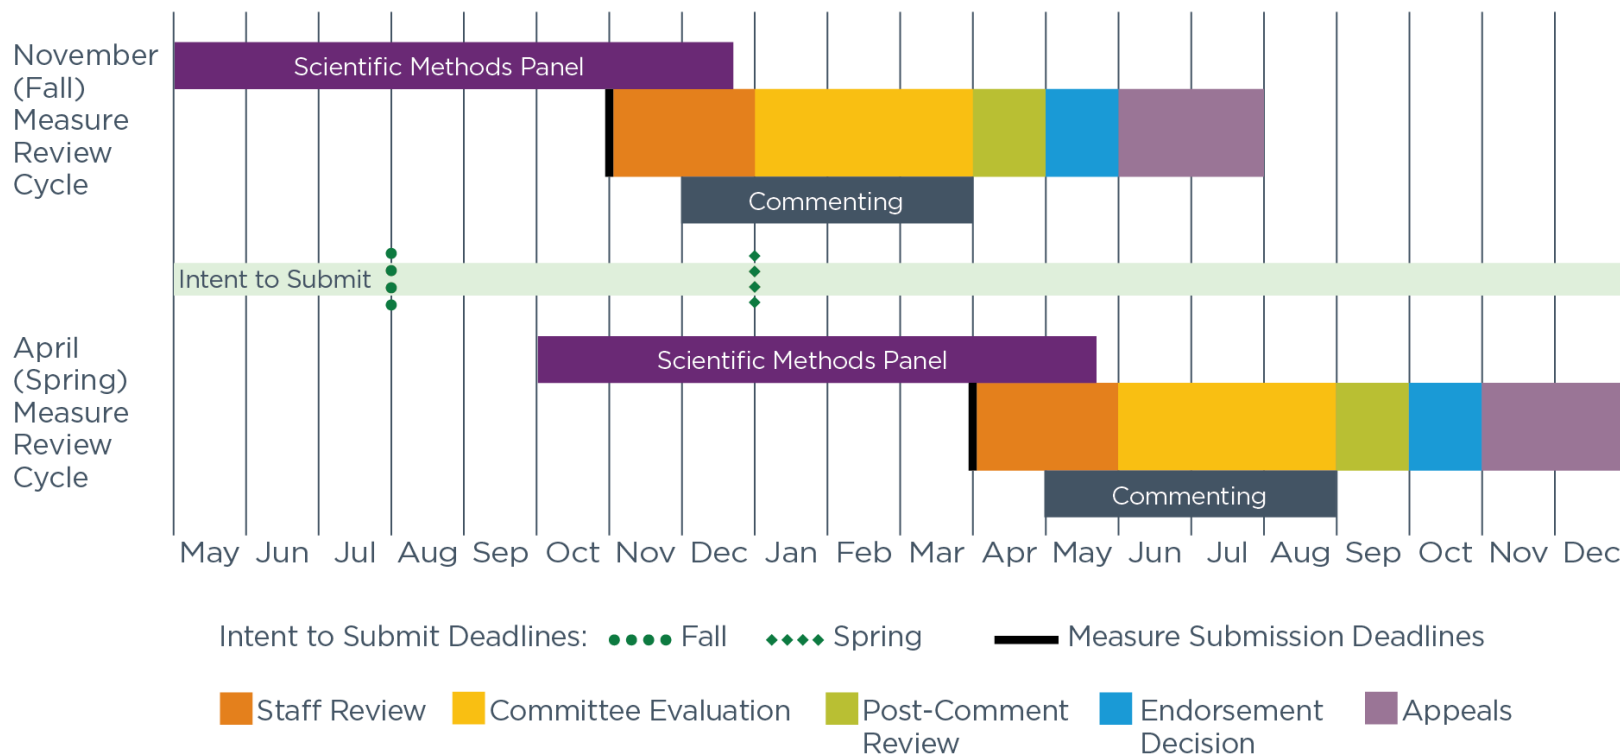 November
(Fall)
Measure
Review
Cycle
Scientific Methods Panel
Commenting
Intent to Submit
April
(Spring)
Measure
Review
Cycle
Scientific Methods Panel
Commenting
May Jun Jul Aug Sep Oct Nov Dec Jan Feb Mar Apr May Jun Jul Aug Sep Oct Nov Dec
Intent to Submit Deadlines: Fall Spring Measure Submission Deadlines
Staff Review Committee Evaluation Post-Comment Endorsement Appeals
Review Decision